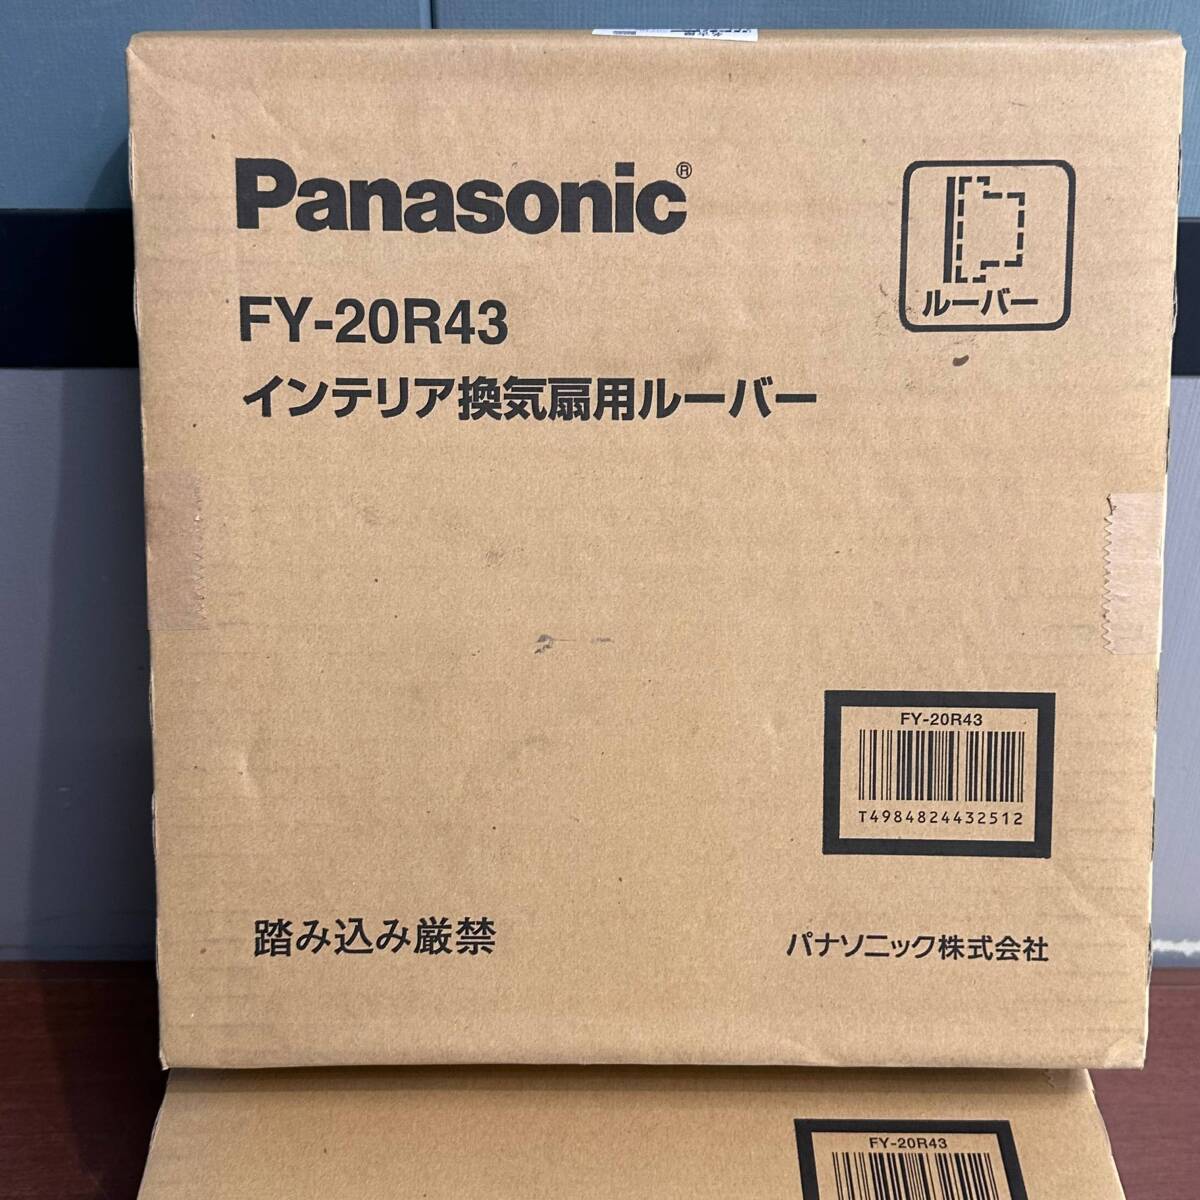 Panasonic®
ルーバー
FY-20R43
インテリア換気扇用ルーバー
FY-20R43
T4984824432512
踏み込み厳禁
パナソニック株式会社
FY-20R43